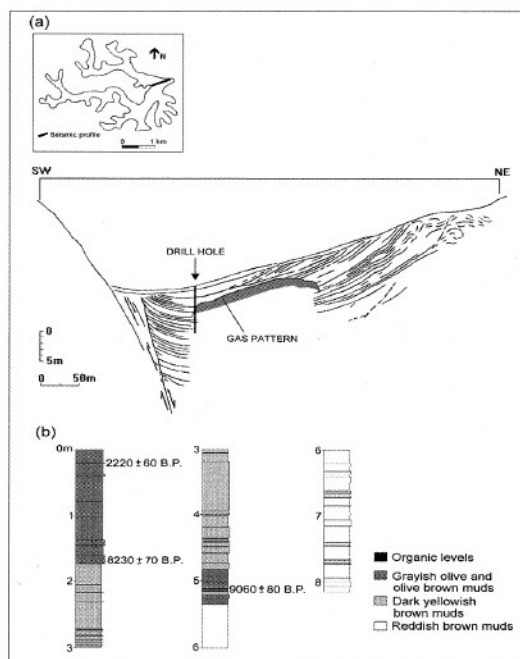 (a)
N
Seismic profile
0 1 km
SW NE
DRILL HOLE
GAS PATTERN
0
5m
0 50m
(b)
0m
2220±60 B.P.
1
8230±70 B.P.
2
3
3
4
5
9060±80 B.P.
6
6
7
8
Organic levels
Grayish olive and
olive brown muds
Dark yellowish
brown muds
Reddish brown muds